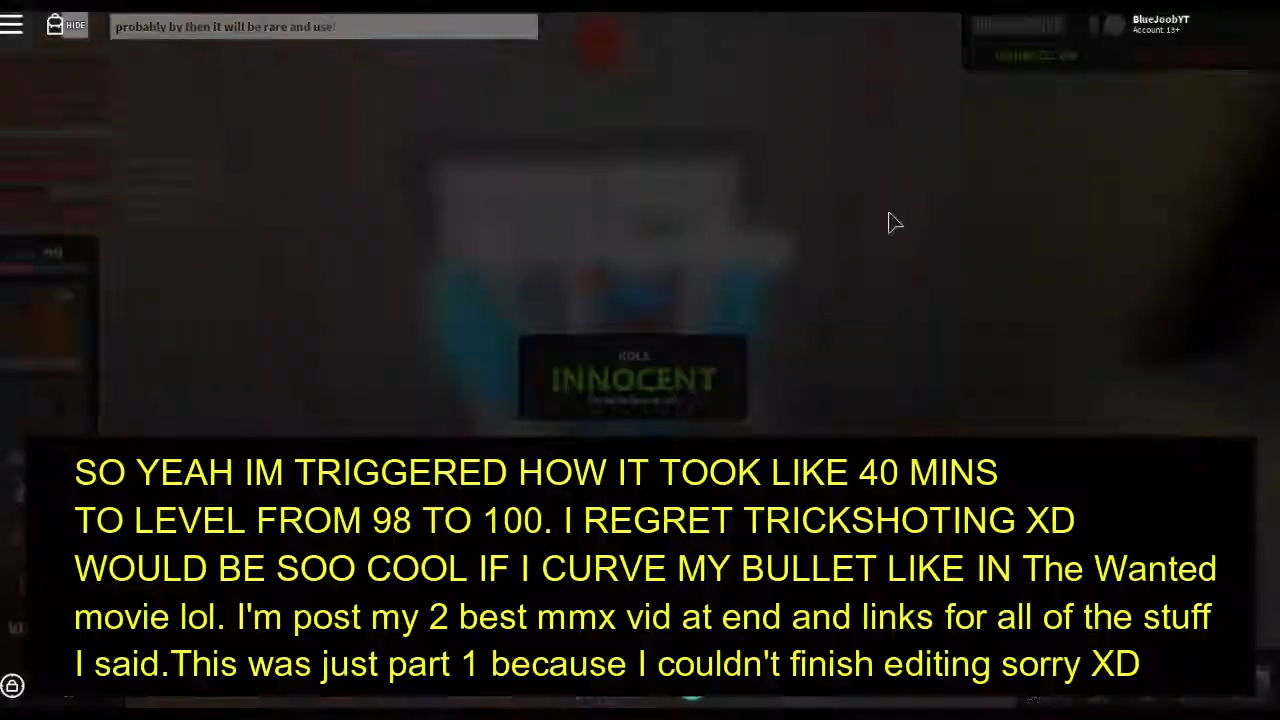 HIDE
probably by then it will be rare and use!
BlueJoobYT
Account: 13+
ROLE
INNOCENT
SO YEAH IM TRIGGERED HOW IT TOOK LIKE 40 MINS
TO LEVEL FROM 98 TO 100. I REGRET TRICKSHOTING XD
WOULD BE SOO COOL IF I CURVE MY BULLET LIKE IN The Wanted
movie lol. I'm post my 2 best mmx vid at end and links for all of the stuff
I said.This was just part 1 because I couldn't finish editing sorry XD